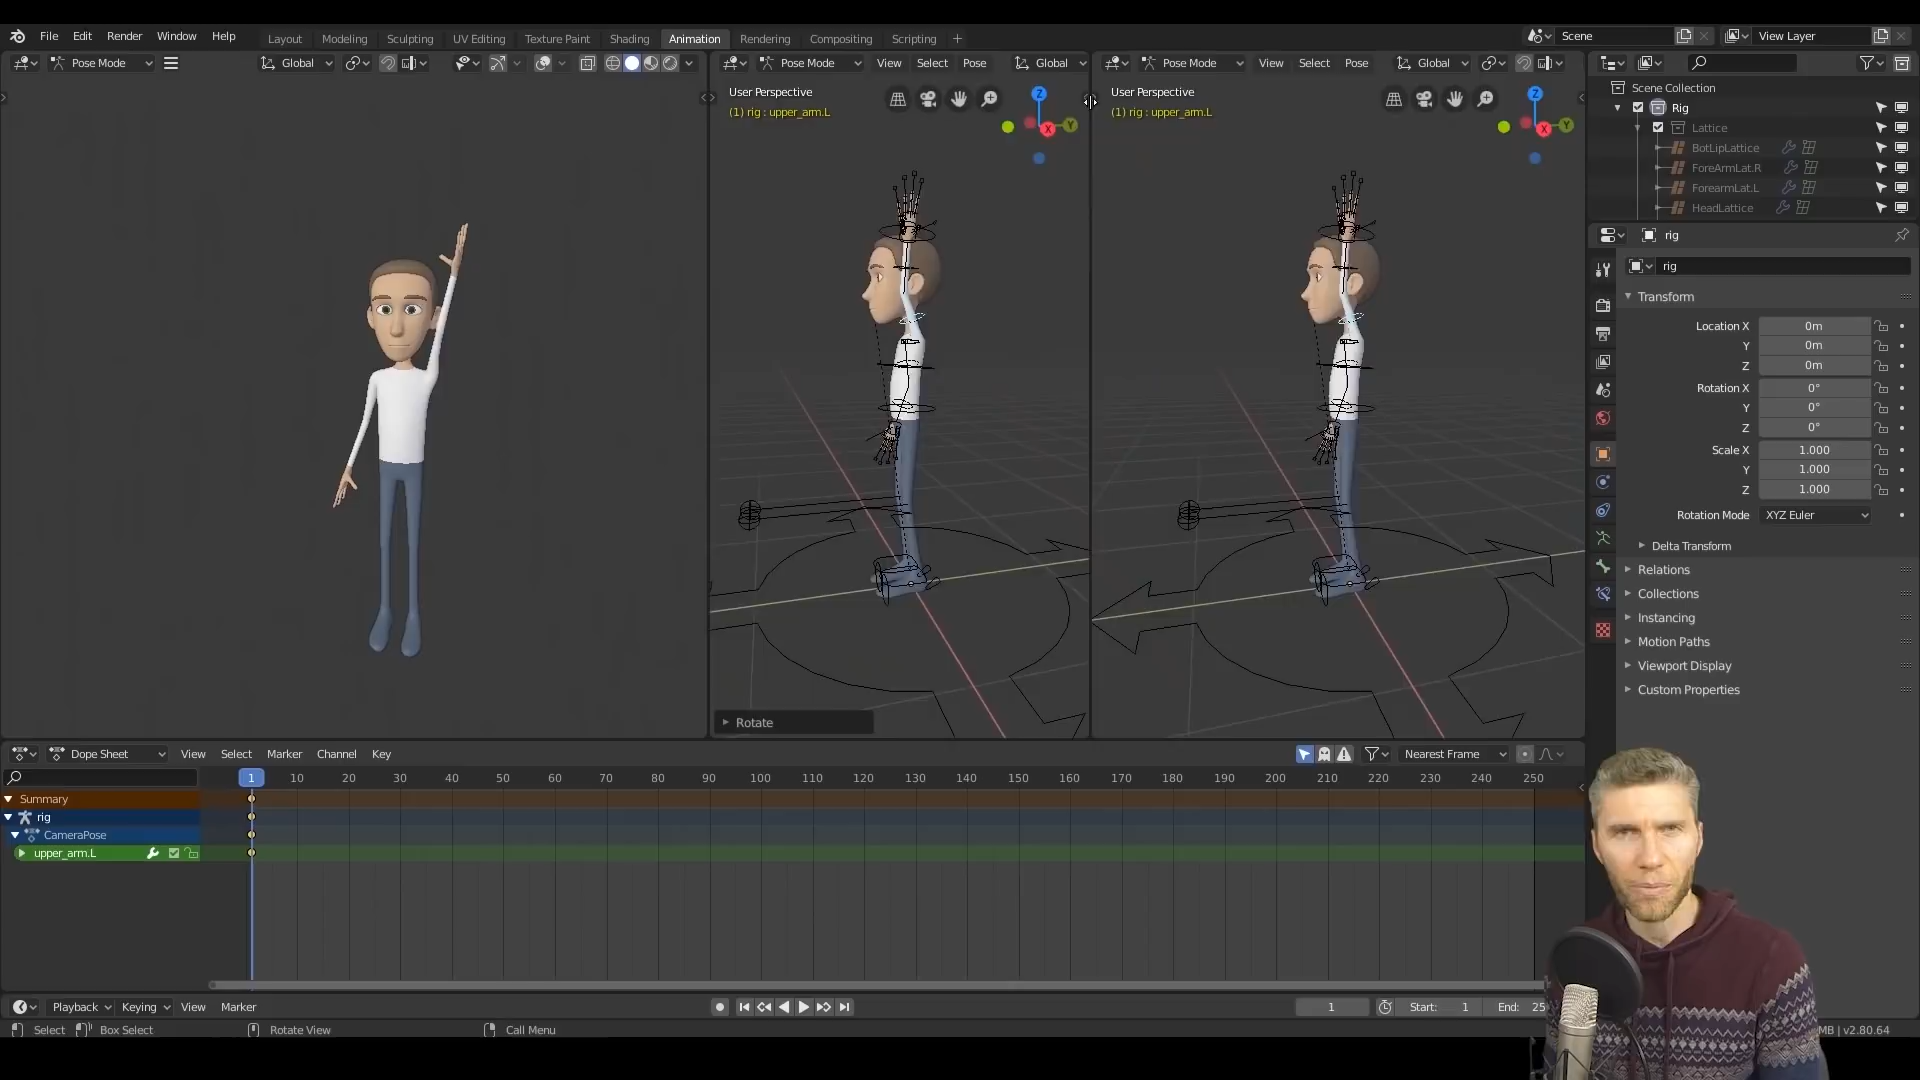 File Edit Render Window Help Layout Modeling Sculpting UV Editing Texture Paint Shading Animation Rendering Compositing Scripting + Scene View Layer
Pose Mode Global
Pose Mode View Select Pose Global
Pose Mode View Select Pose Global
User Perspective
(1) rig : upper_arm.L
Z
X
Y
User Perspective
(1) rig : upper_arm.L
Z
X
Y
Rotate
Scene Collection
Rig
Lattice
BotLipLattice
ForeArmLat.R
ForearmLat.L
HeadLattice
rig
rig
Transform
Location X 0m
Y 0m
Z 0m
Rotation X 0°
Y 0°
Z 0°
Scale X 1.000
Y 1.000
Z 1.000
Rotation Mode XYZ Euler
Delta Transform
Relations
Collections
Instancing
Motion Paths
Viewport Display
Custom Properties
Dope Sheet View Select Marker Channel Key Nearest Frame
1 10 20 30 40 50 60 70 80 90 100 110 120 130 140 150 160 170 180 190 200 210 220 230 240 250
Summary
rig
CameraPose
upper_arm.L
Playback Keying View Marker 1 Start: 1 End: 25
Select Box Select Rotate View Call Menu MB | v2.80.64